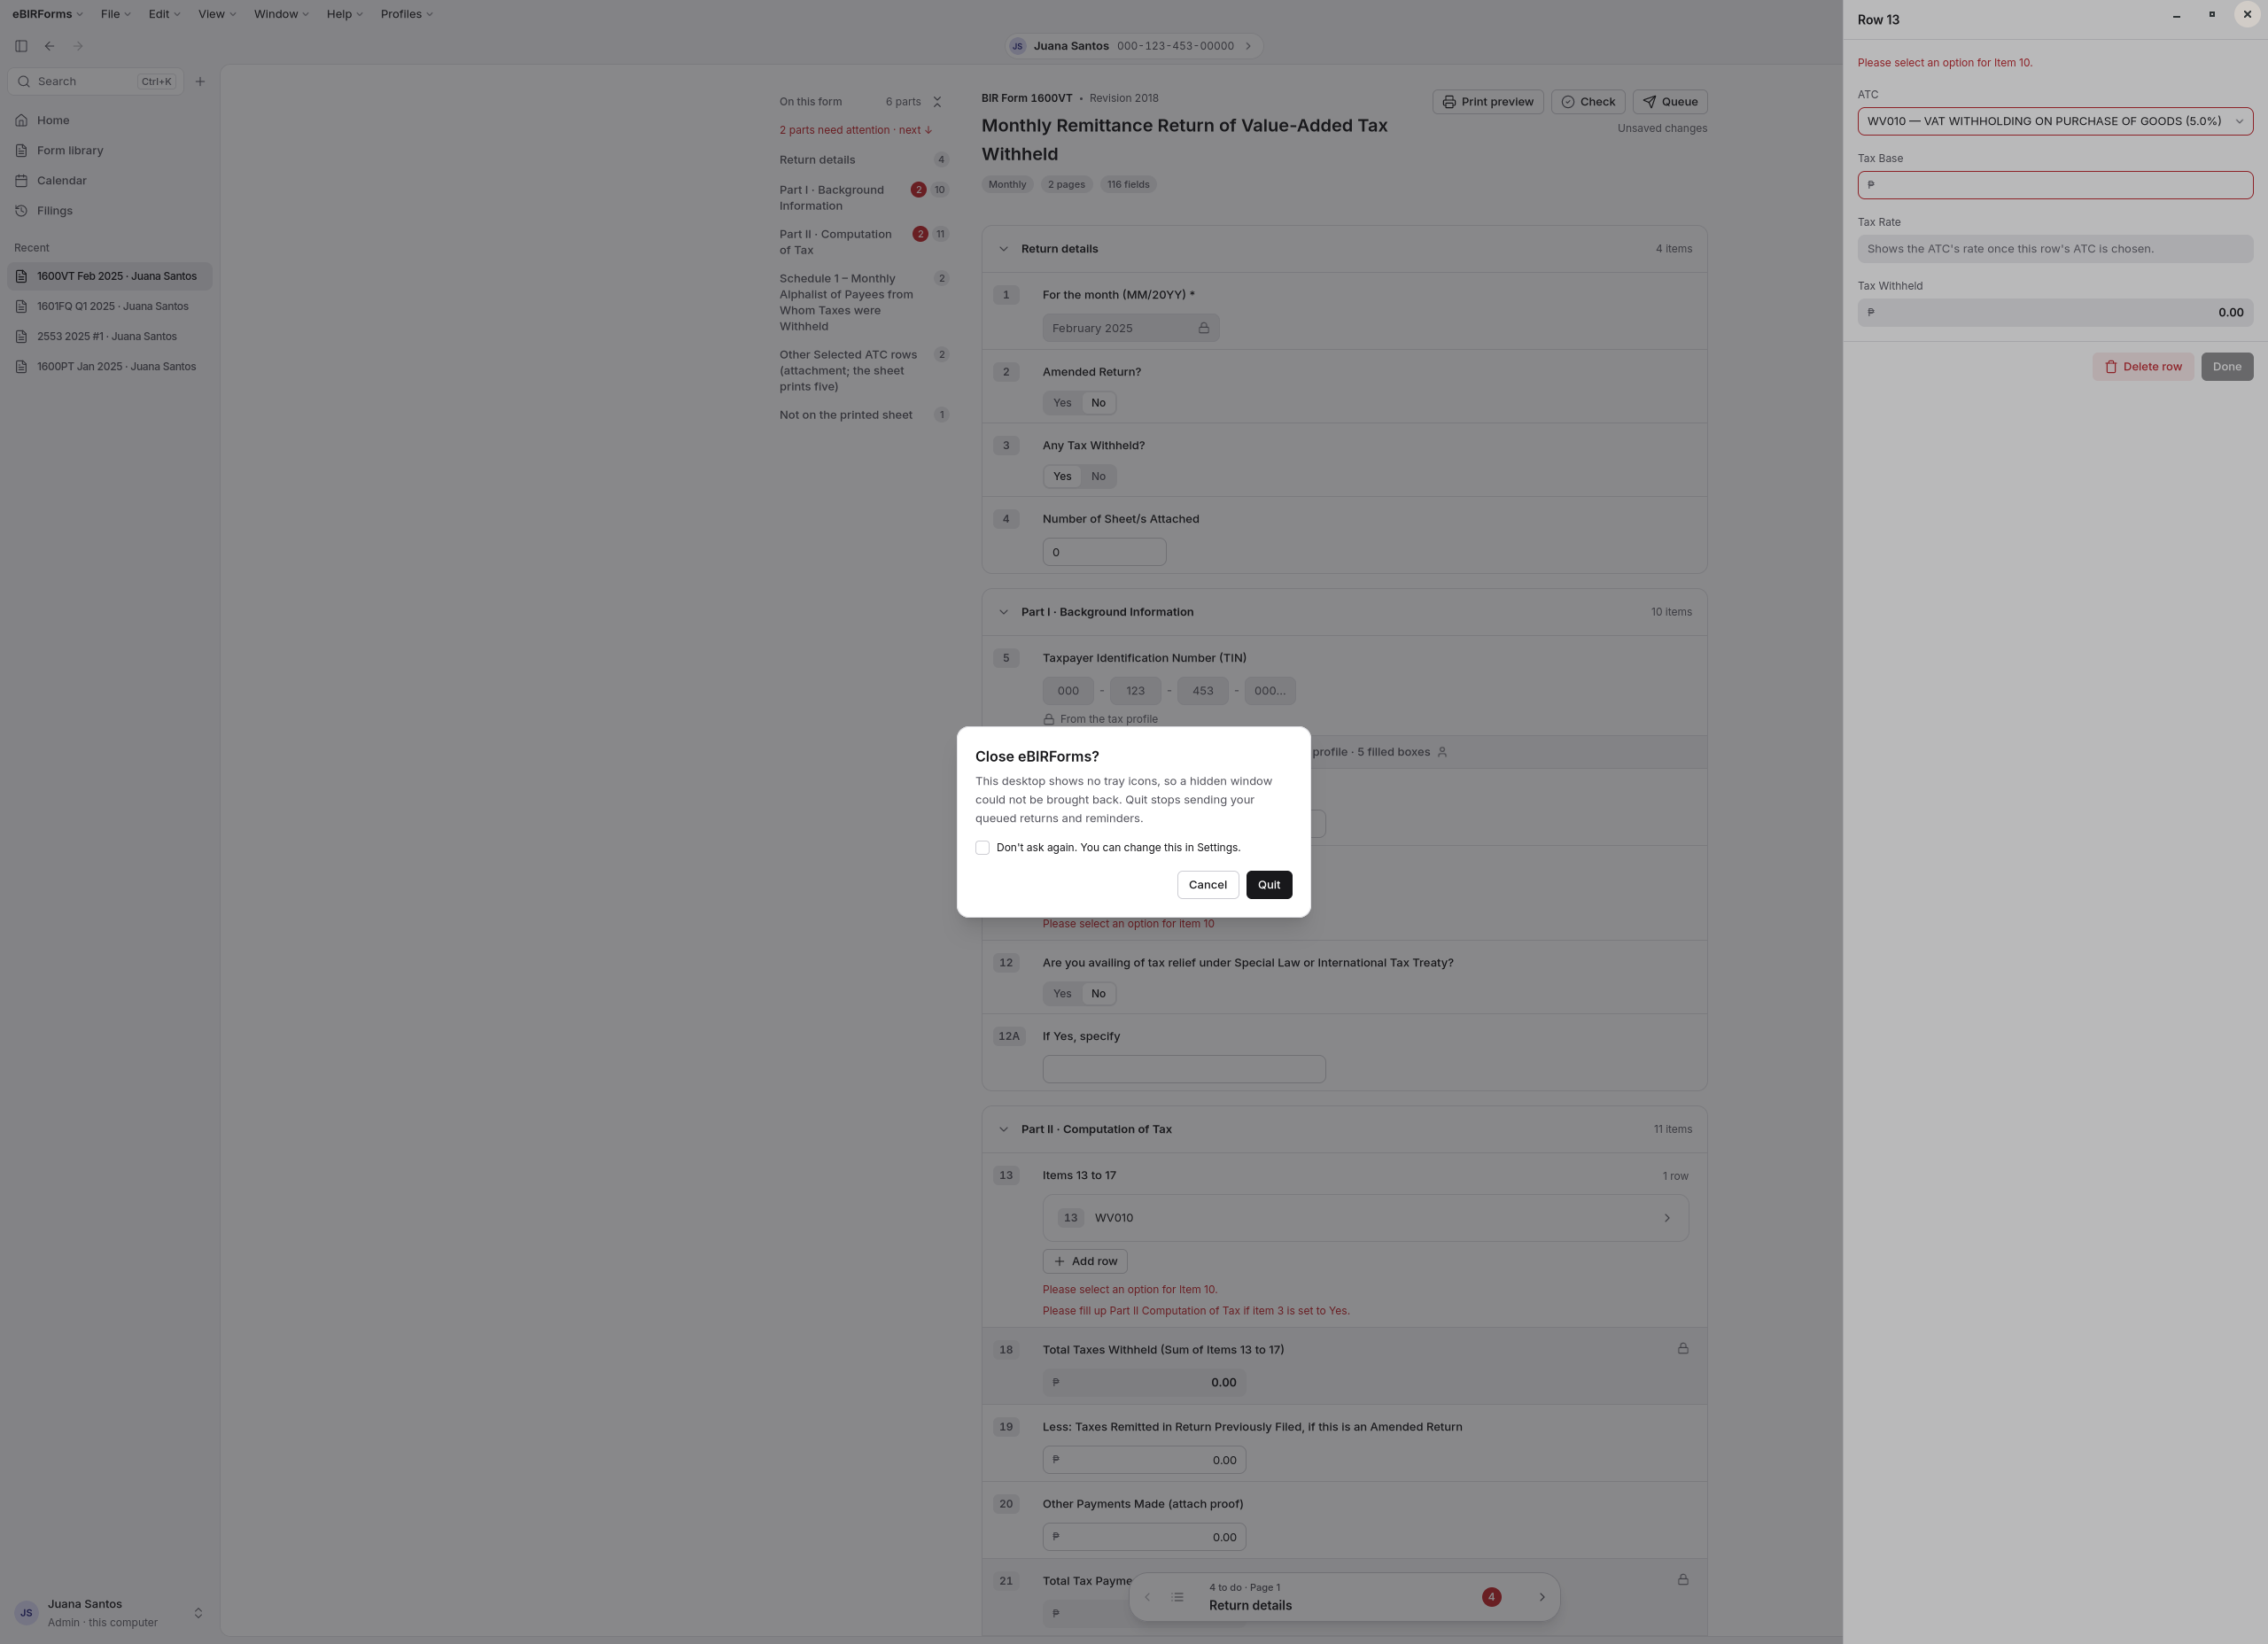 eBIRForms File Edit View Window Help Profiles
JS Juana Santos 000-123-453-00000
Search Ctrl+K
Home
Form library
Calendar
Filings
Recent
1600VT Feb 2025 · Juana Santos
1601FQ Q1 2025 · Juana Santos
2553 2025 #1 · Juana Santos
1600PT Jan 2025 · Juana Santos
JS Juana Santos
Admin · this computer
On this form 6 parts
2 parts need attention · next ↓
Return details 4
Part I · Background 2 10
Information
Part II · Computation 2 11
of Tax
Schedule 1 – Monthly 2
Alphalist of Payees from
Whom Taxes were
Withheld
Other Selected ATC rows 2
(attachment; the sheet
prints five)
Not on the printed sheet 1
BIR Form 1600VT • Revision 2018
Print preview Check Queue
Monthly Remittance Return of Value-Added Tax
Withheld
Unsaved changes
Monthly 2 pages 116 fields
Return details 4 items
1 For the month (MM/20YY) *
February 2025
2 Amended Return?
Yes No
3 Any Tax Withheld?
Yes No
4 Number of Sheet/s Attached
0
Part I · Background Information 10 items
5 Taxpayer Identification Number (TIN)
000 - 123 - 453 - 000...
From the tax profile
profile · 5 filled boxes
Close eBIRForms?
This desktop shows no tray icons, so a hidden window
could not be brought back. Quit stops sending your
queued returns and reminders.
Don't ask again. You can change this in Settings.
Cancel Quit
Please select an option for item 10
12 Are you availing of tax relief under Special Law or International Tax Treaty?
Yes No
12A If Yes, specify
Part II · Computation of Tax 11 items
13 Items 13 to 17 1 row
13 WV010
Add row
Please select an option for Item 10.
Please fill up Part II Computation of Tax if item 3 is set to Yes.
18 Total Taxes Withheld (Sum of Items 13 to 17)
₱ 0.00
19 Less: Taxes Remitted in Return Previously Filed, if this is an Amended Return
₱ 0.00
20 Other Payments Made (attach proof)
₱ 0.00
21 Total Tax Payme
₱
4 to do · Page 1
Return details 4
Row 13
Please select an option for Item 10.
ATC
WV010 — VAT WITHHOLDING ON PURCHASE OF GOODS (5.0%)
Tax Base
₱
Tax Rate
Shows the ATC's rate once this row's ATC is chosen.
Tax Withheld
₱ 0.00
Delete row Done